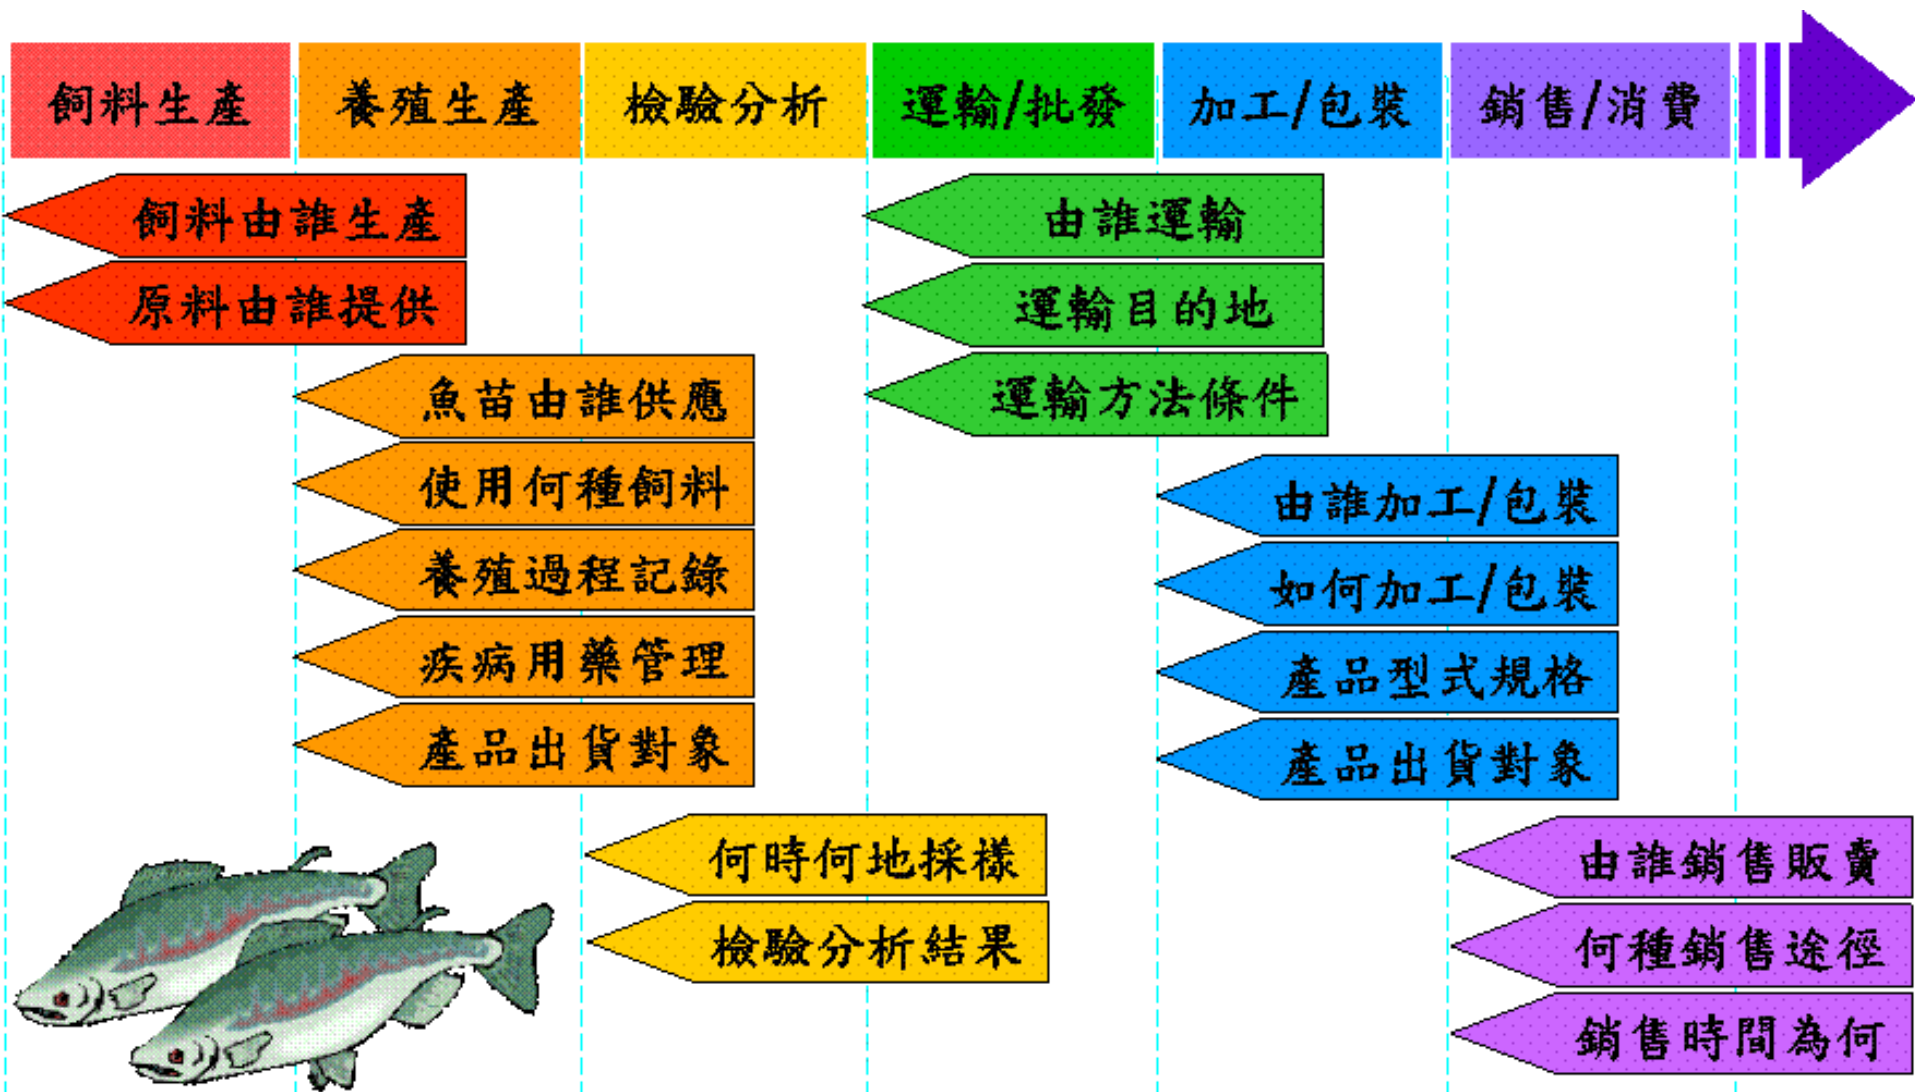 飼料生產
養殖生產
檢驗分析
運輸/批發
加工/包裝
銷售/消費
飼料由誰生產
原料由誰提供
魚苗由誰供應
使用何種飼料
養殖過程記錄
疾病用藥管理
產品出貨對象
何時何地採樣
檢驗分析結果
由誰運輸
運輸目的地
運輸方法條件
由誰加工/包裝
如何加工/包裝
產品型式規格
產品出貨對象
由誰銷售販賣
何種銷售途徑
銷售時間為何